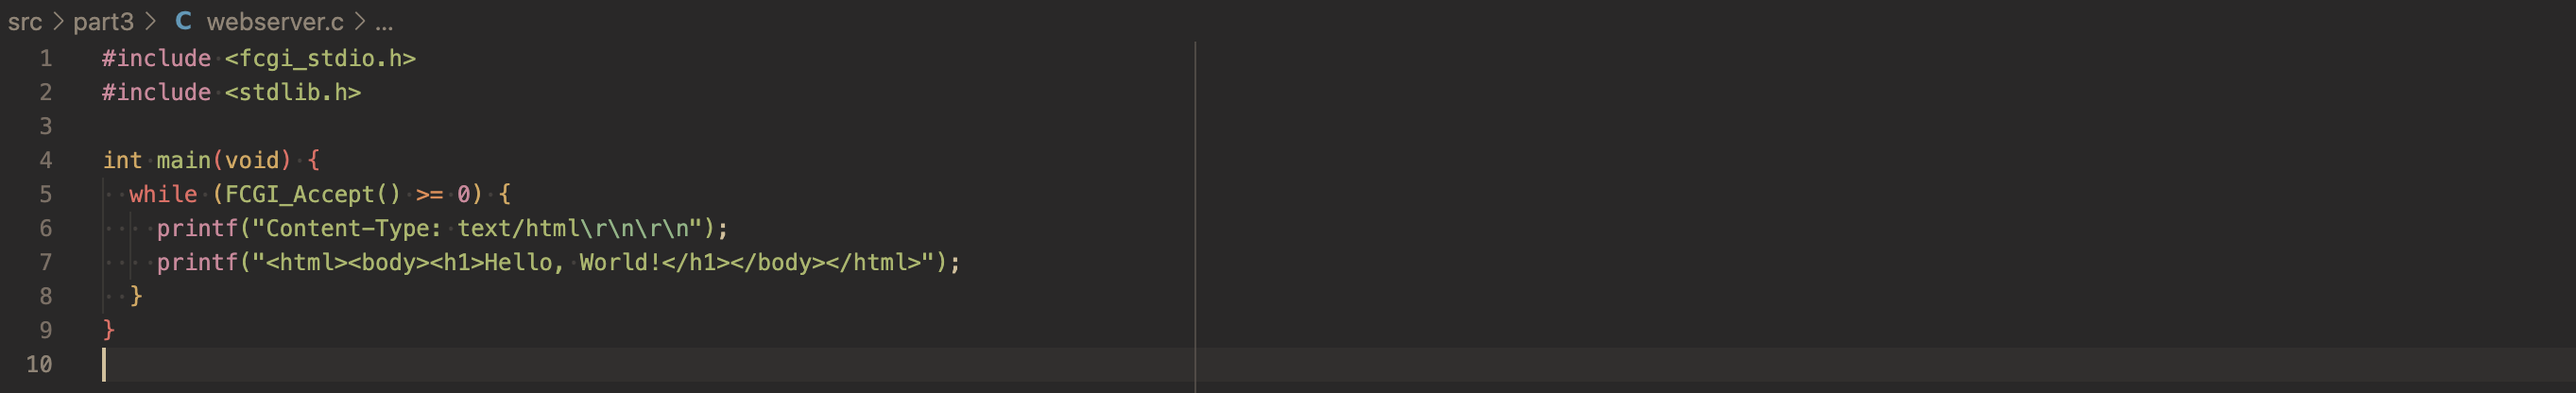 src > part3 > C webserver.c > ...
1 #include <fcgi_stdio.h>
2 #include <stdlib.h>
3
4 int main(void) {
5   while (FCGI_Accept() >= 0) {
6     printf("Content-Type: text/html\r\n\r\n");
7     printf("<html><body><h1>Hello, World!</h1></body></html>");
8   }
9 }
10